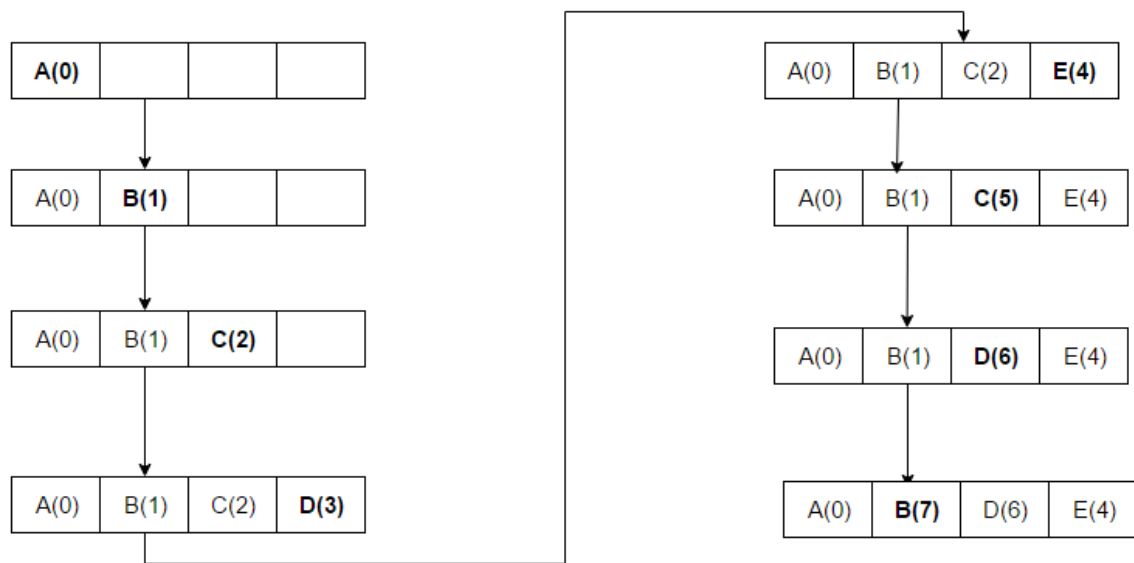 A(0)
A(0) B(1)
A(0) B(1) C(2)
A(0) B(1) C(2) D(3)
A(0) B(1) C(2) E(4)
A(0) B(1) C(5) E(4)
A(0) B(1) D(6) E(4)
A(0) B(7) D(6) E(4)